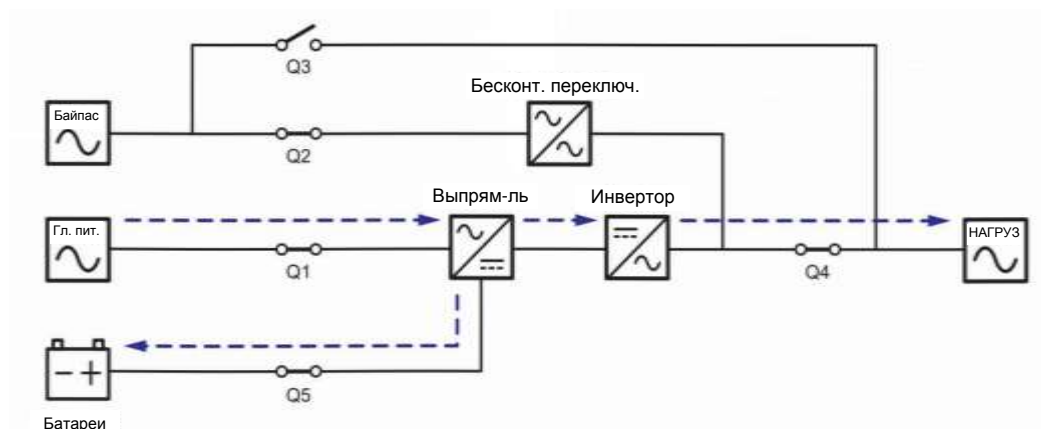 Q3
Бесконт. переключ.
Байпас
Q2
Выпрям-ль
Инвертор
Гл. пит.
НАГРУЗ
Q1
Q4
Q5
Батареи